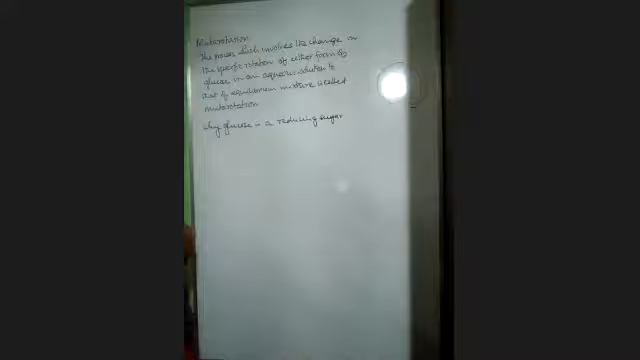 Mutarotation
The process which involves the change in
the specific rotation of either form of
glucose in an aqueous solution to
that of equilibrium mixture is called
mutarotation
Why glucose is a reducing sugar